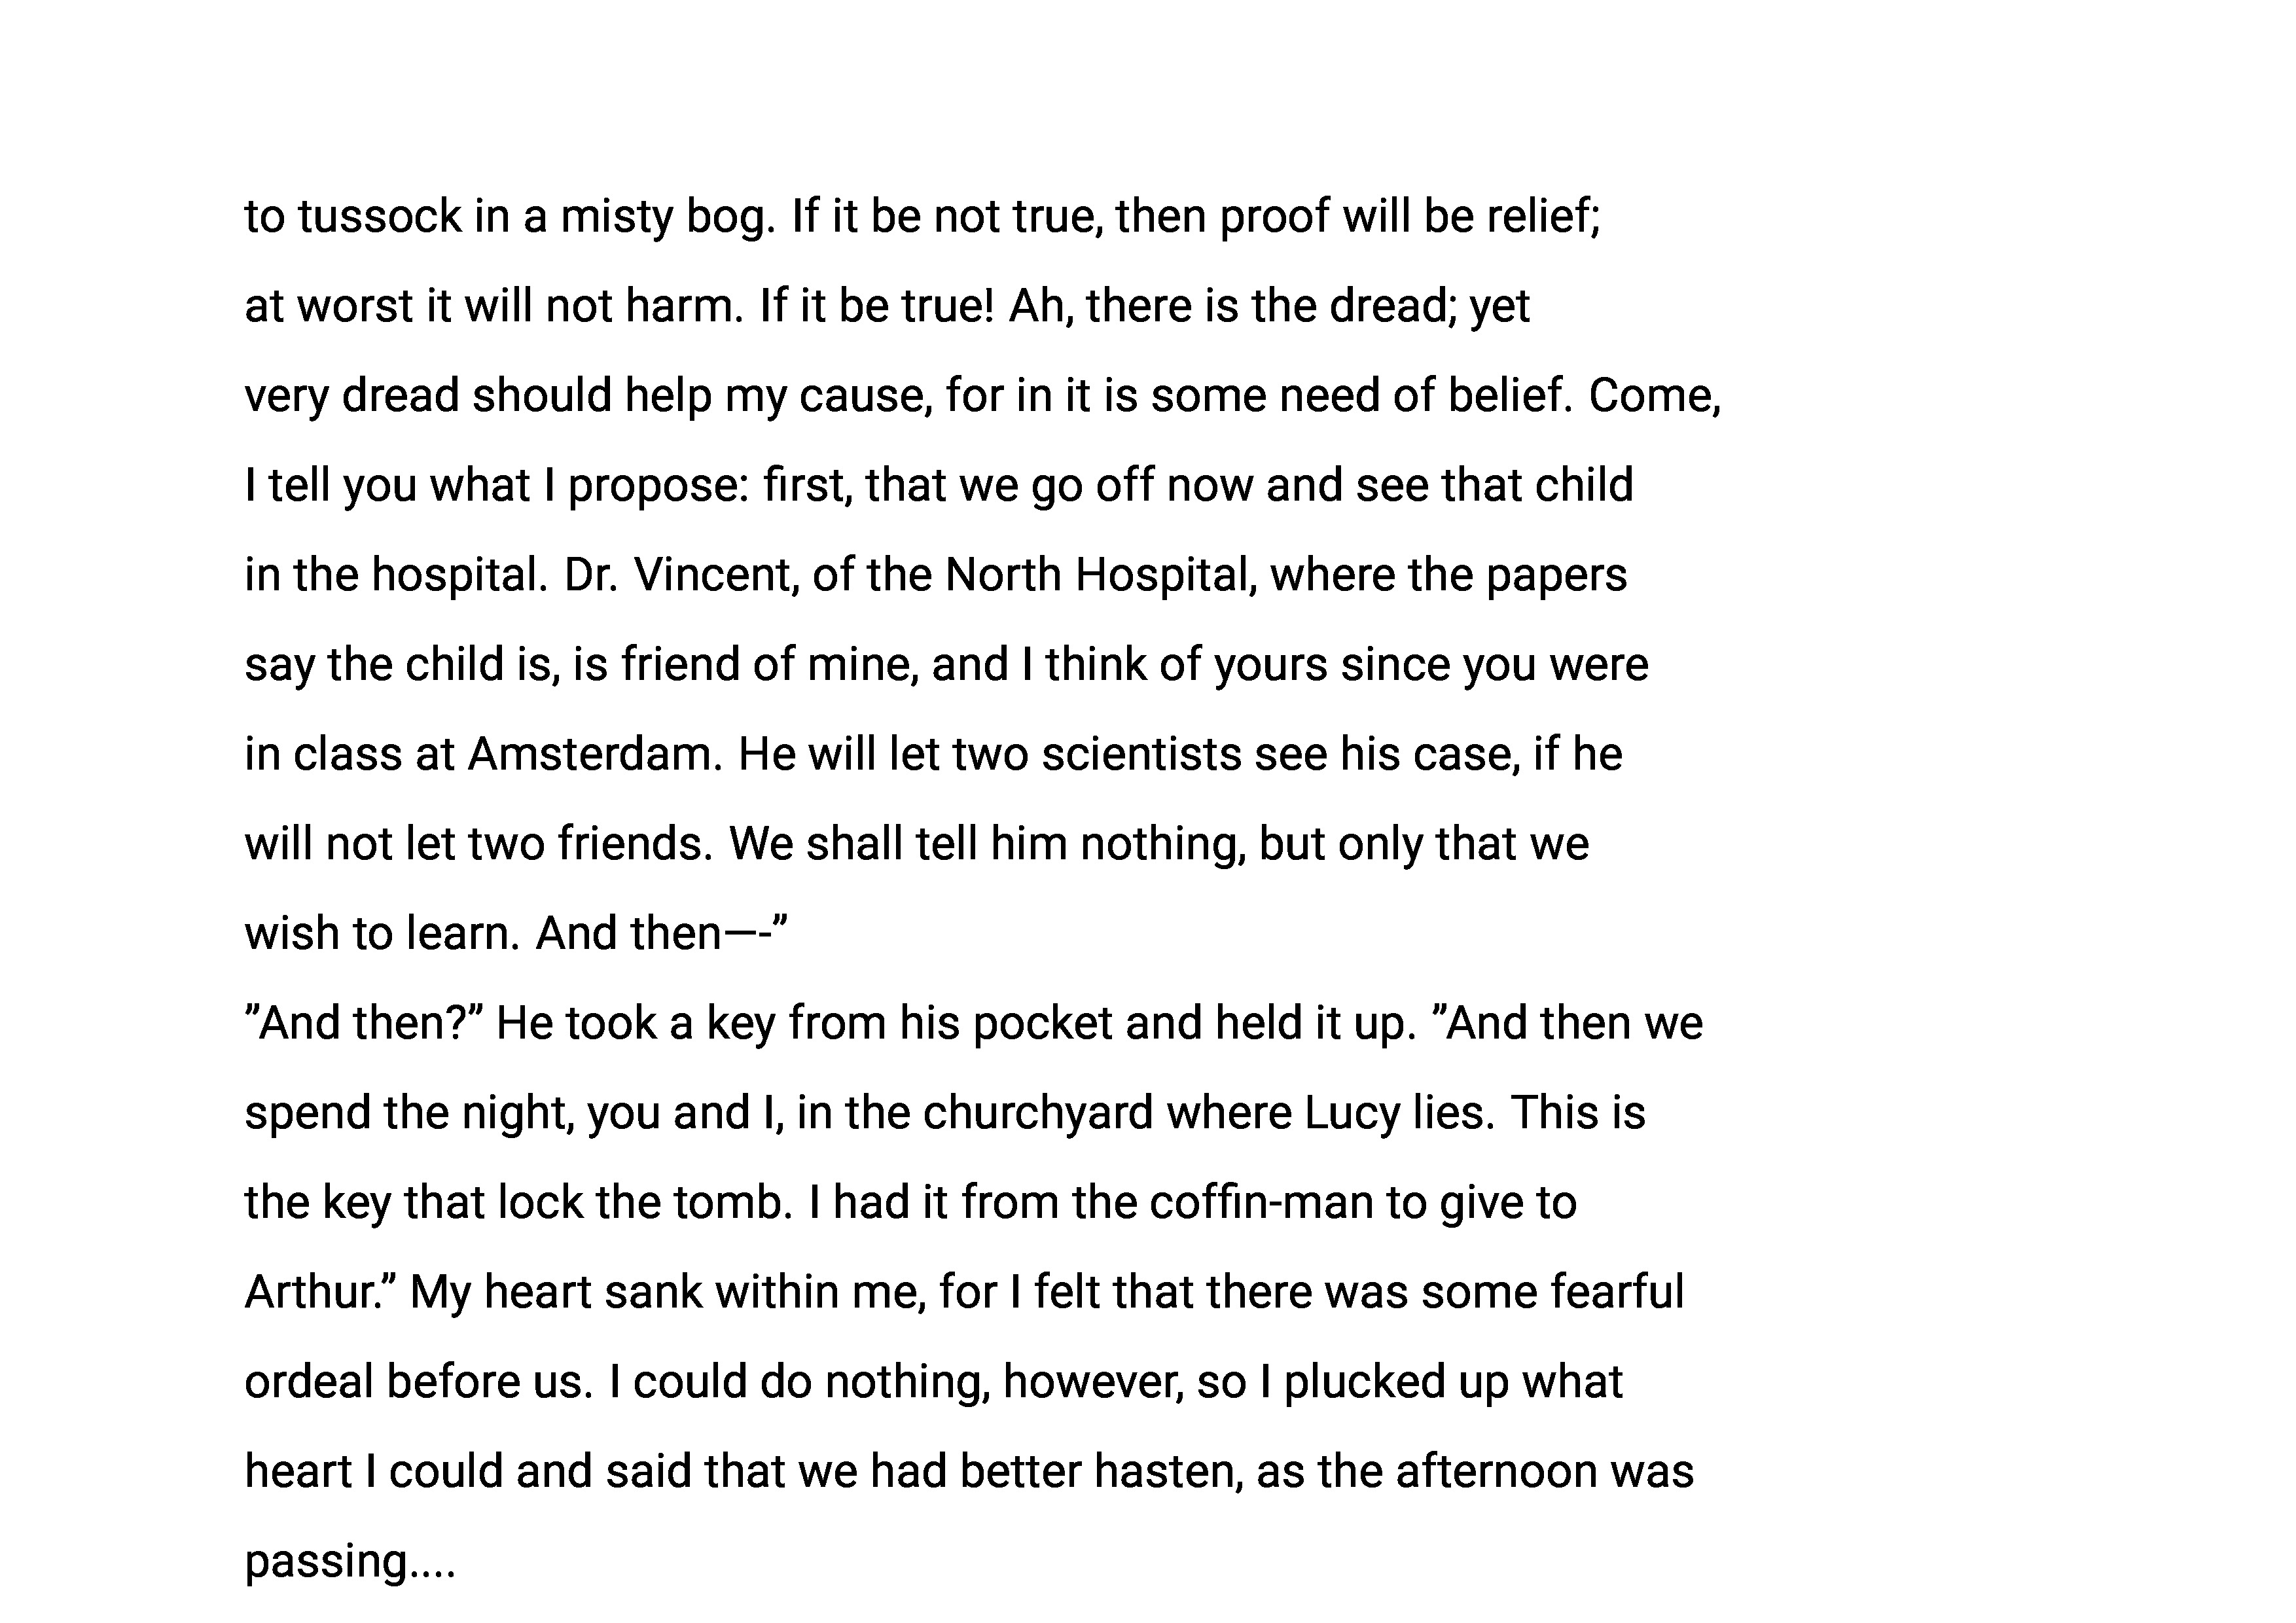 to tussock in a misty bog. If it be not true, then proof will be relief;
at worst it will not harm. If it be true! Ah, there is the dread; yet
very dread should help my cause, for in it is some need of belief. Come,
I tell you what I propose: first, that we go off now and see that child
in the hospital. Dr. Vincent, of the North Hospital, where the papers
say the child is, is friend of mine, and I think of yours since you were
in class at Amsterdam. He will let two scientists see his case, if he
will not let two friends. We shall tell him nothing, but only that we
wish to learn. And then—-”
”And then?” He took a key from his pocket and held it up. ”And then we
spend the night, you and I, in the churchyard where Lucy lies. This is
the key that lock the tomb. I had it from the coffin-man to give to
Arthur.” My heart sank within me, for I felt that there was some fearful
ordeal before us. I could do nothing, however, so I plucked up what
heart I could and said that we had better hasten, as the afternoon was
passing....